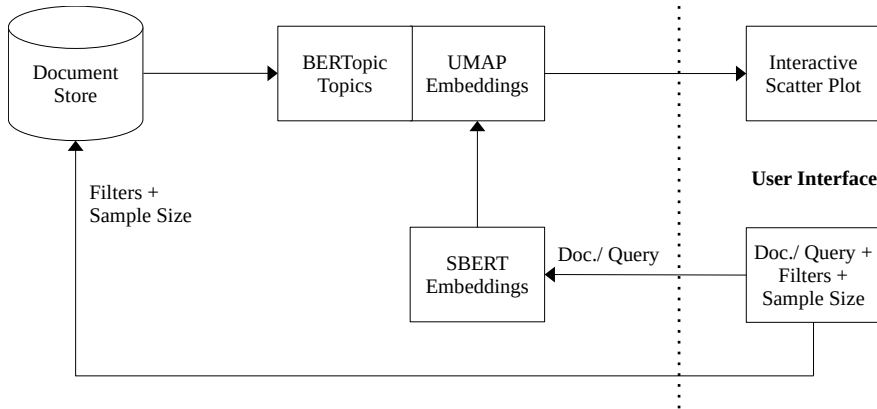 Document
Store
BERTopic
Topics
UMAP
Embeddings
Interactive
Scatter Plot
Filters +
Sample Size
User Interface
SBERT
Embeddings
Doc./ Query
Doc./ Query +
Filters +
Sample Size